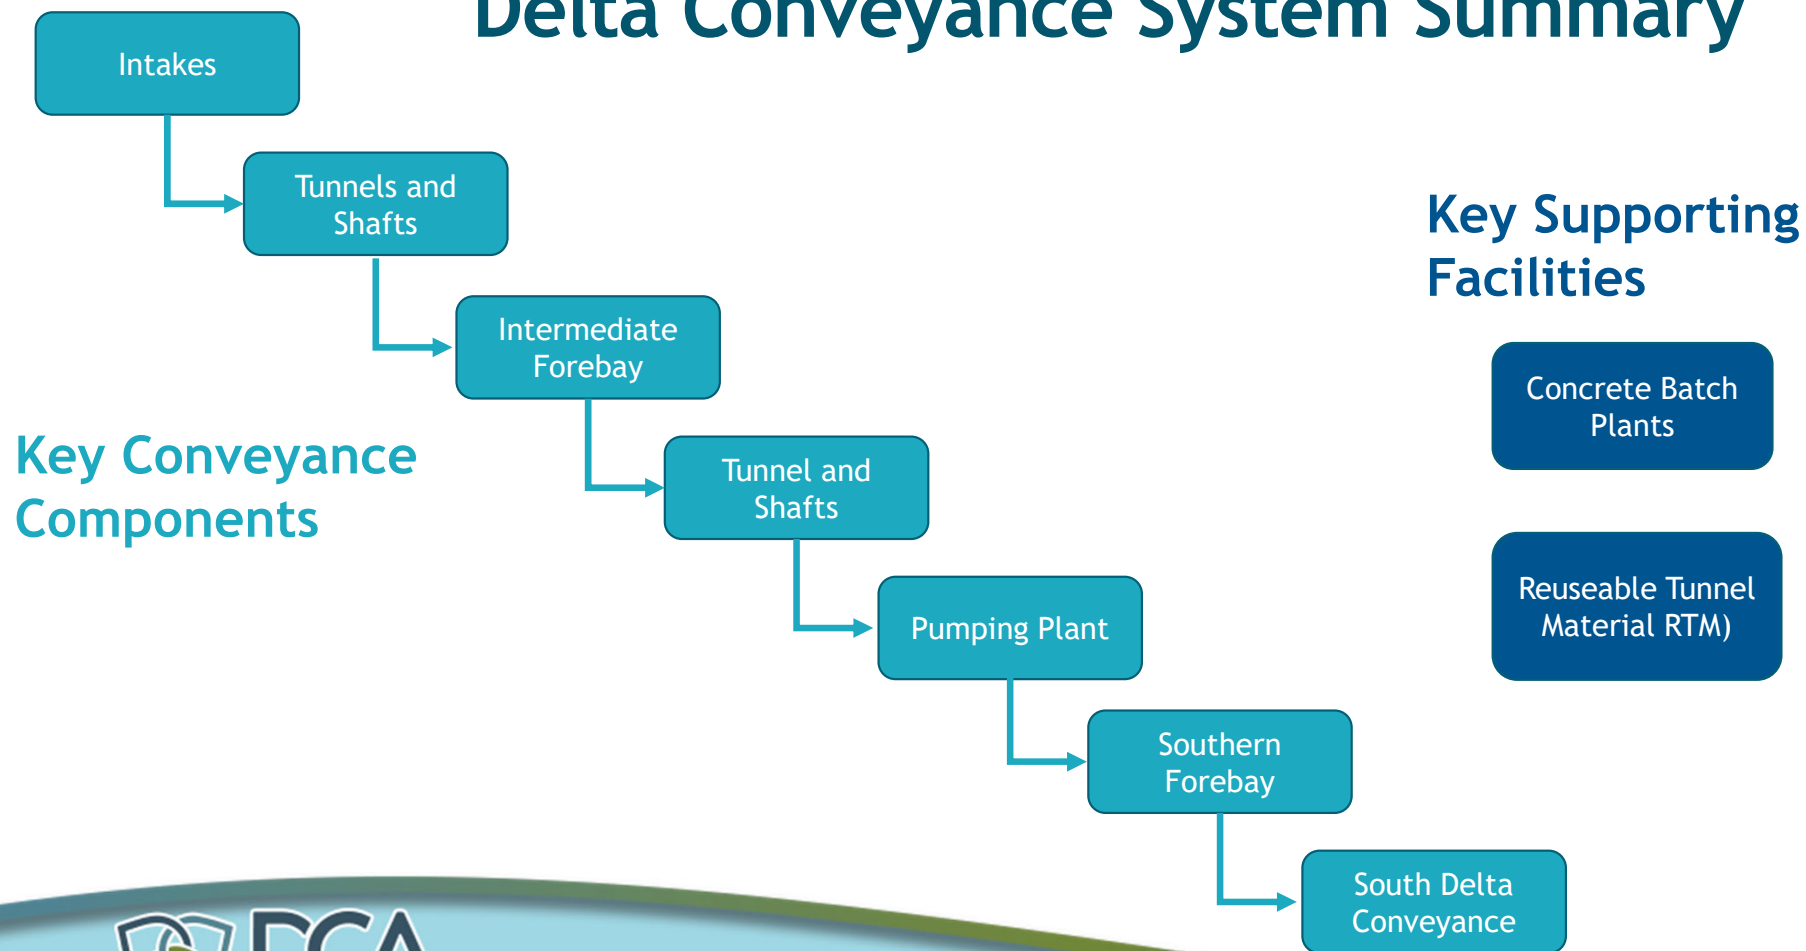 Delta Conveyance System Summary
Intakes
Tunnels and
Shafts
Intermediate
Forebay
Key Conveyance
Components
Tunnel and
Shafts
Pumping Plant
Southern
Forebay
South Delta
Conveyance
Key Supporting
Facilities
Concrete Batch
Plants
Reuseable Tunnel
Material RTM)
DCA